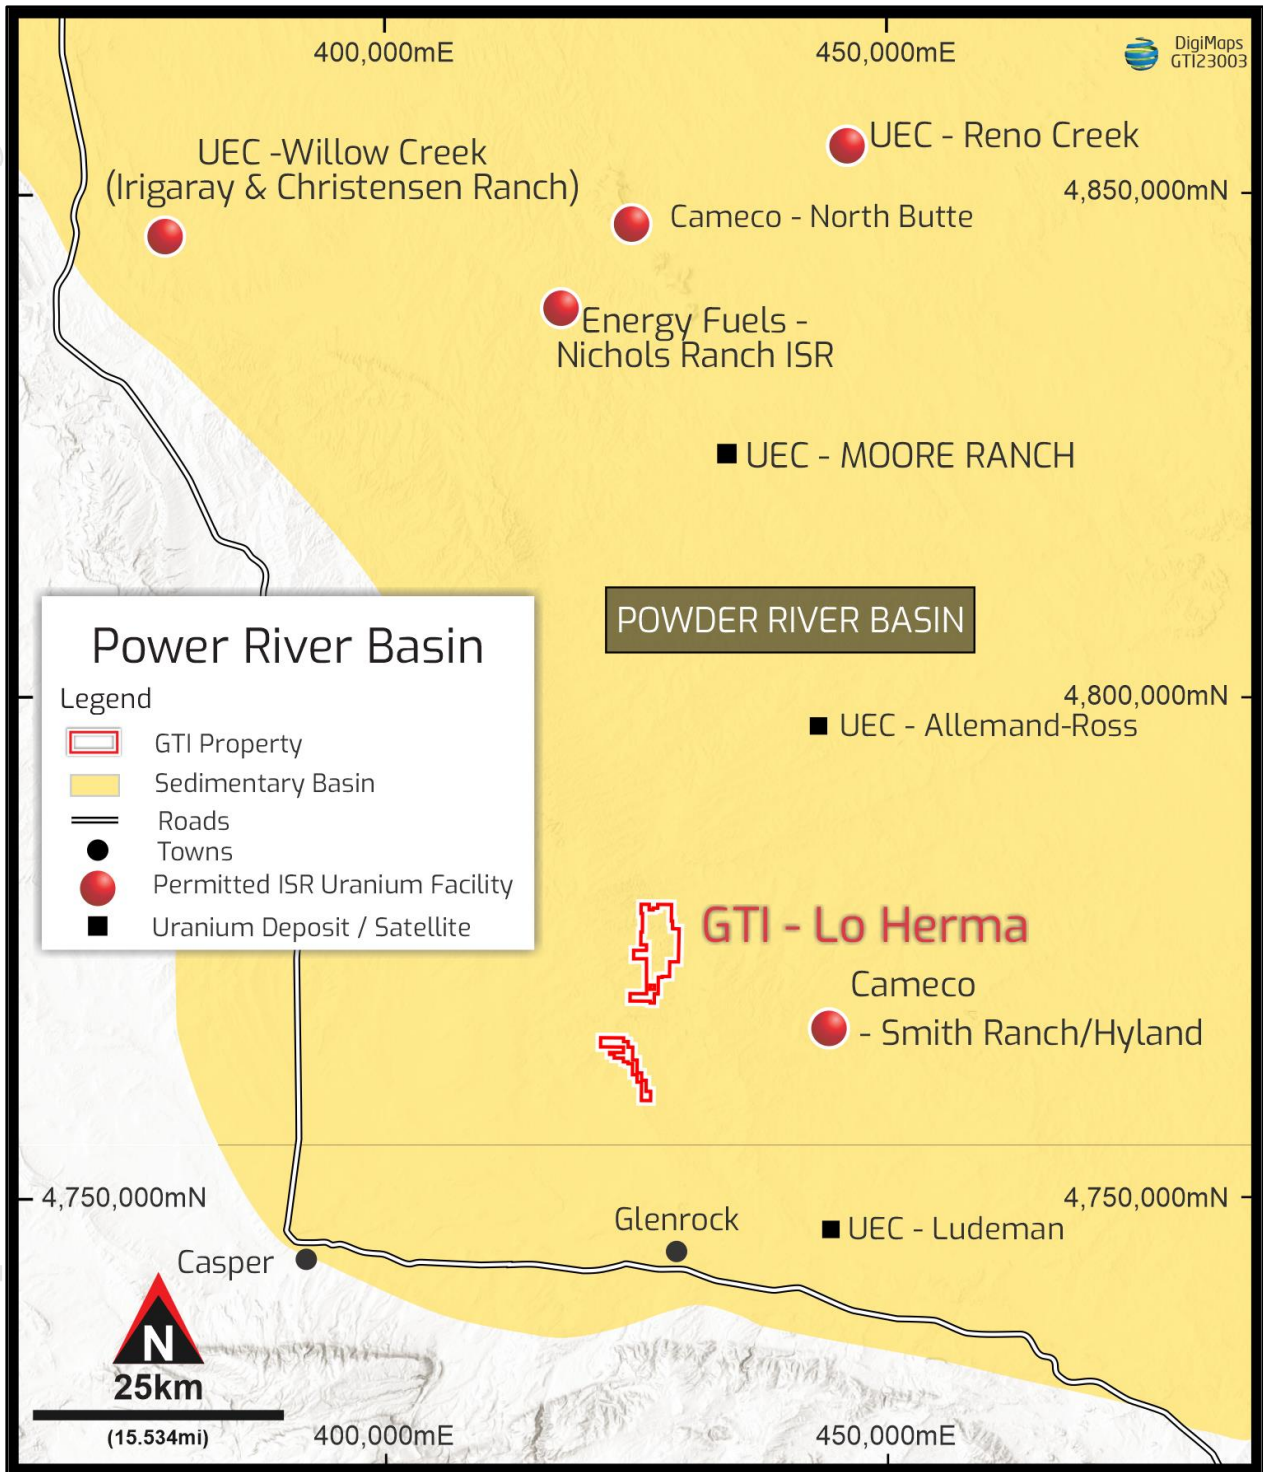 400,000mE
450,000mE
DigiMaps
GTI23003
UEC - Reno Creek
UEC -Willow Creek
(Irigaray & Christensen Ranch)
4,850,000mN
Cameco - North Butte
Energy Fuels -
Nichols Ranch ISR
UEC - MOORE RANCH
POWDER RIVER BASIN
Power River Basin
Legend
GTI Property
Sedimentary Basin
Roads
Towns
Permitted ISR Uranium Facility
Uranium Deposit / Satellite
4,800,000mN
UEC - Allemand-Ross
GTI - Lo Herma
Cameco
- Smith Ranch/Hyland
4,750,000mN
4,750,000mN
Glenrock
UEC - Ludeman
Casper
N
25km
(15.534mi)
400,000mE
450,000mE